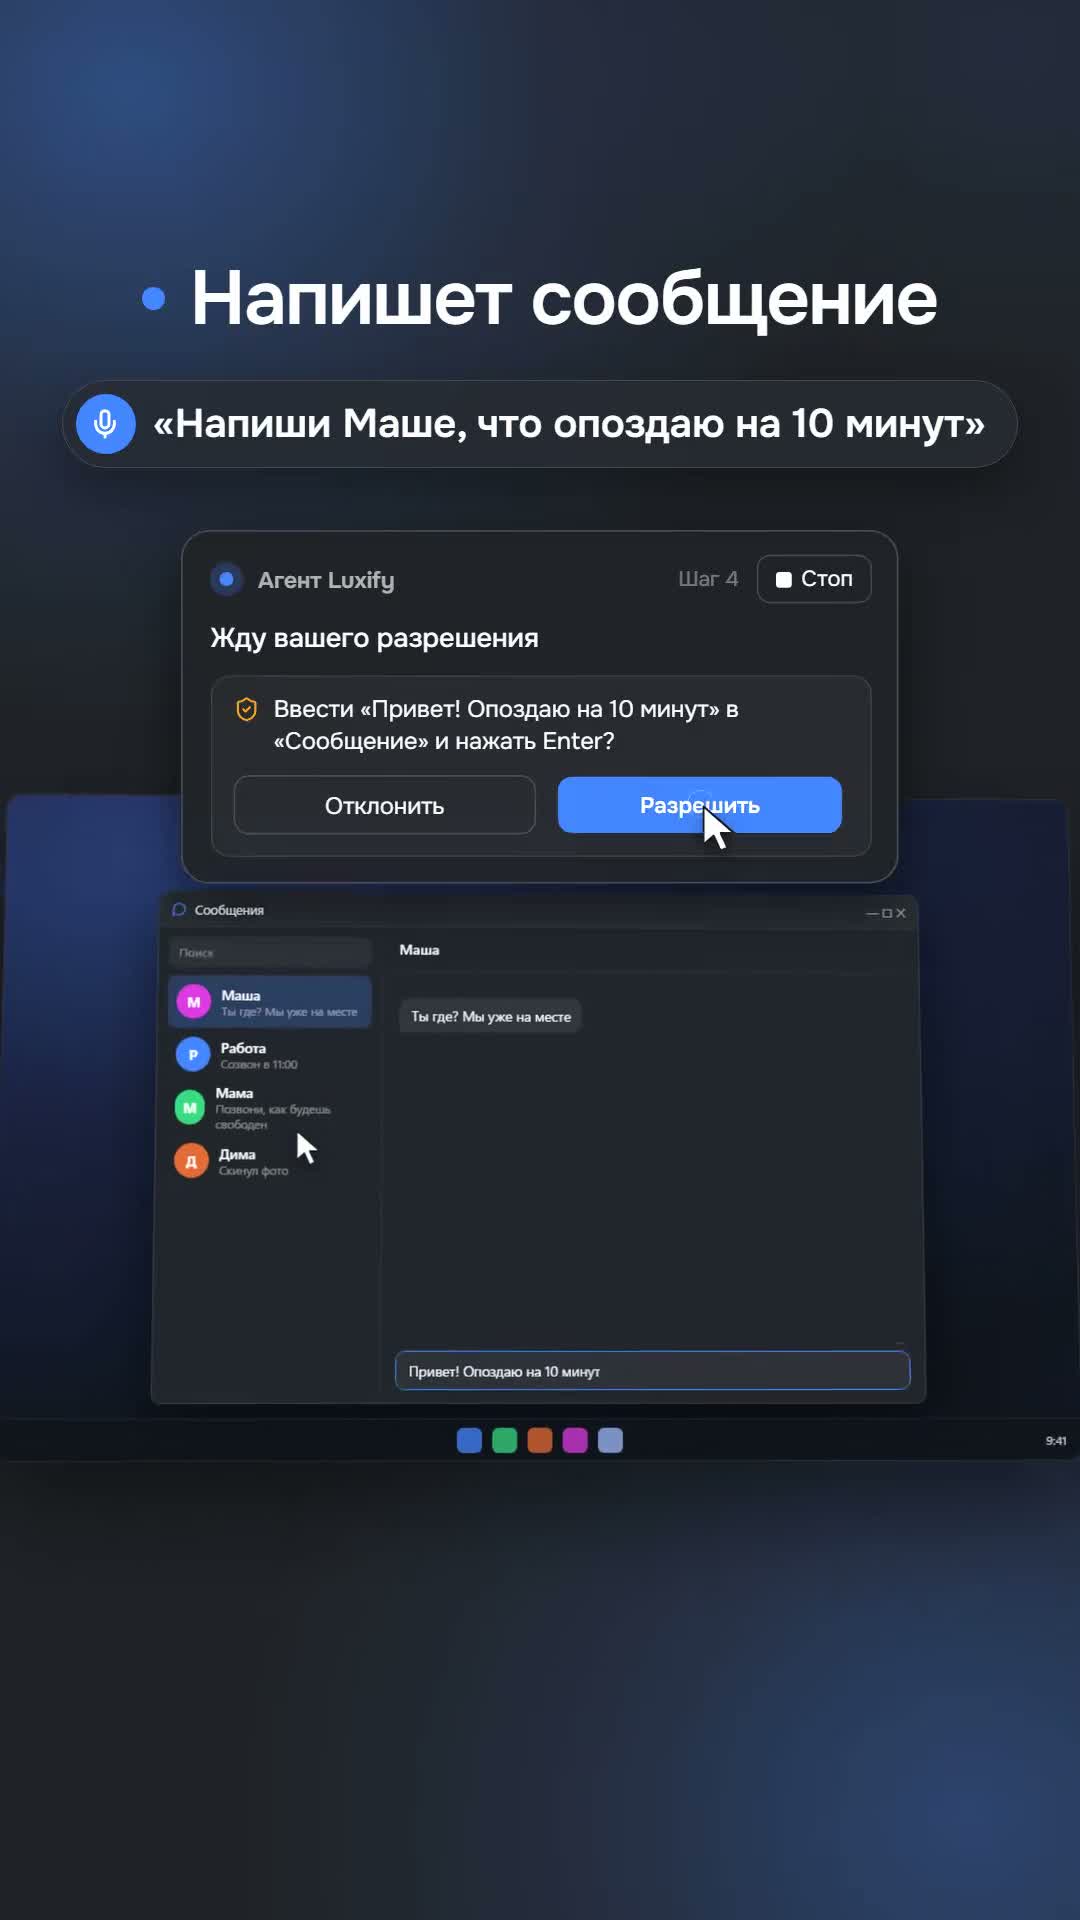 Напишет сообщение
«Напиши Маше, что опоздаю на 10 минут»
Агент Luxify
Шаг 4
Стоп
Жду вашего разрешения
Ввести «Привет! Опоздаю на 10 минут» в
«Сообщение» и нажать Enter?
Отклонить
Разрешить
Сообщения
Поиск
Маша
М
Маша
Ты где? Мы уже на месте
Р
Работа
Созвон в 11:00
М
Мама
Позвони, как будешь
свободен
Д
Дима
Скинул фото
Ты где? Мы уже на месте
Привет! Опоздаю на 10 минут
9:41